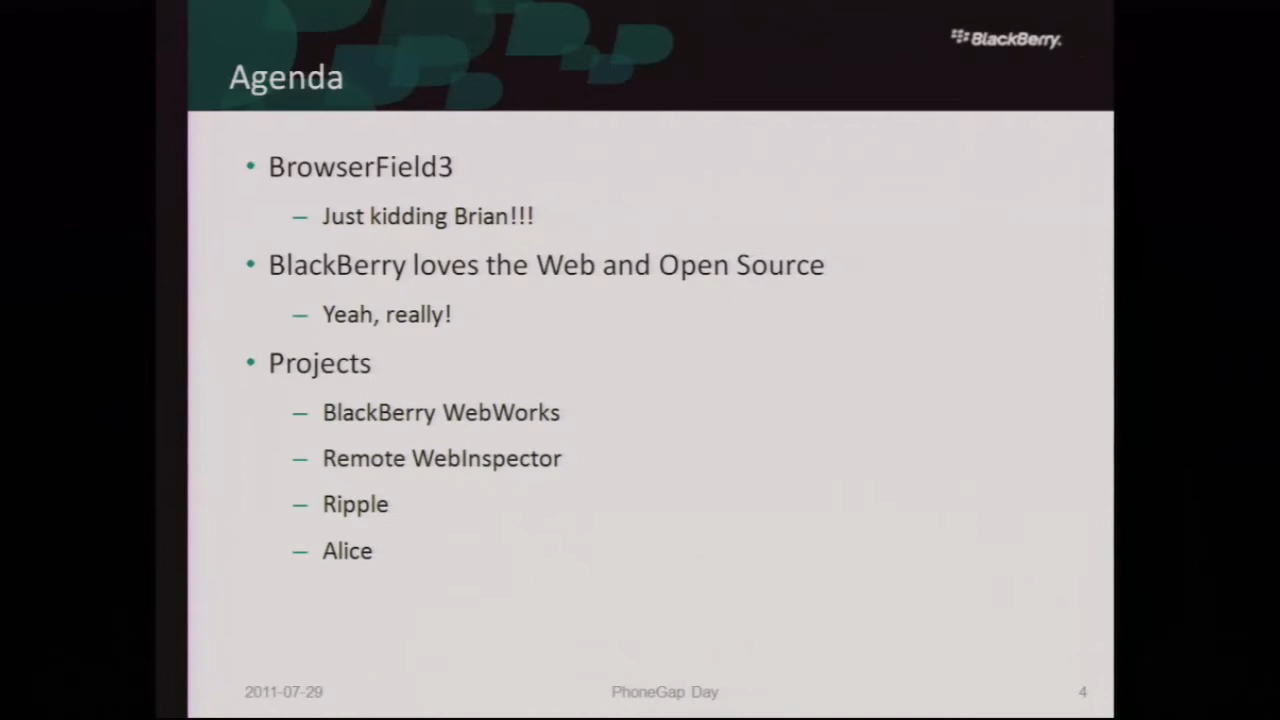 BlackBerry.
Agenda
• BrowserField3
– Just kidding Brian!!!
• BlackBerry loves the Web and Open Source
– Yeah, really!
• Projects
– BlackBerry WebWorks
– Remote WebInspector
– Ripple
– Alice
2011-07-29 PhoneGap Day 4